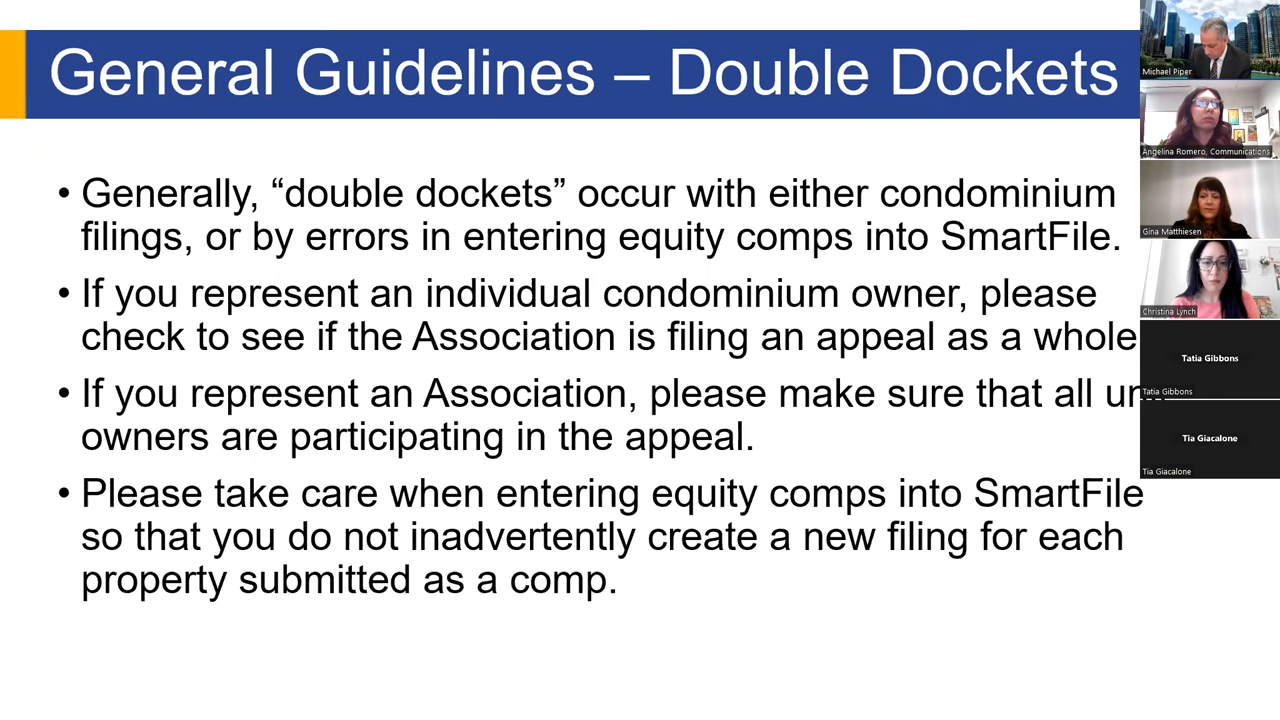 General Guidelines – Double Dockets
• Generally, “double dockets” occur with either condominium
filings, or by errors in entering equity comps into SmartFile.
• If you represent an individual condominium owner, please
check to see if the Association is filing an appeal as a whole
• If you represent an Association, please make sure that all
owners are participating in the appeal.
• Please take care when entering equity comps into SmartFile
so that you do not inadvertently create a new filing for each
property submitted as a comp.
Michael Piper
Angelina Romero, Communications
Gina Matthiesen
Christina Lynch
Tatia Gibbons
Tatia Gibbons
Tia Giacalone
Tia Giacalone